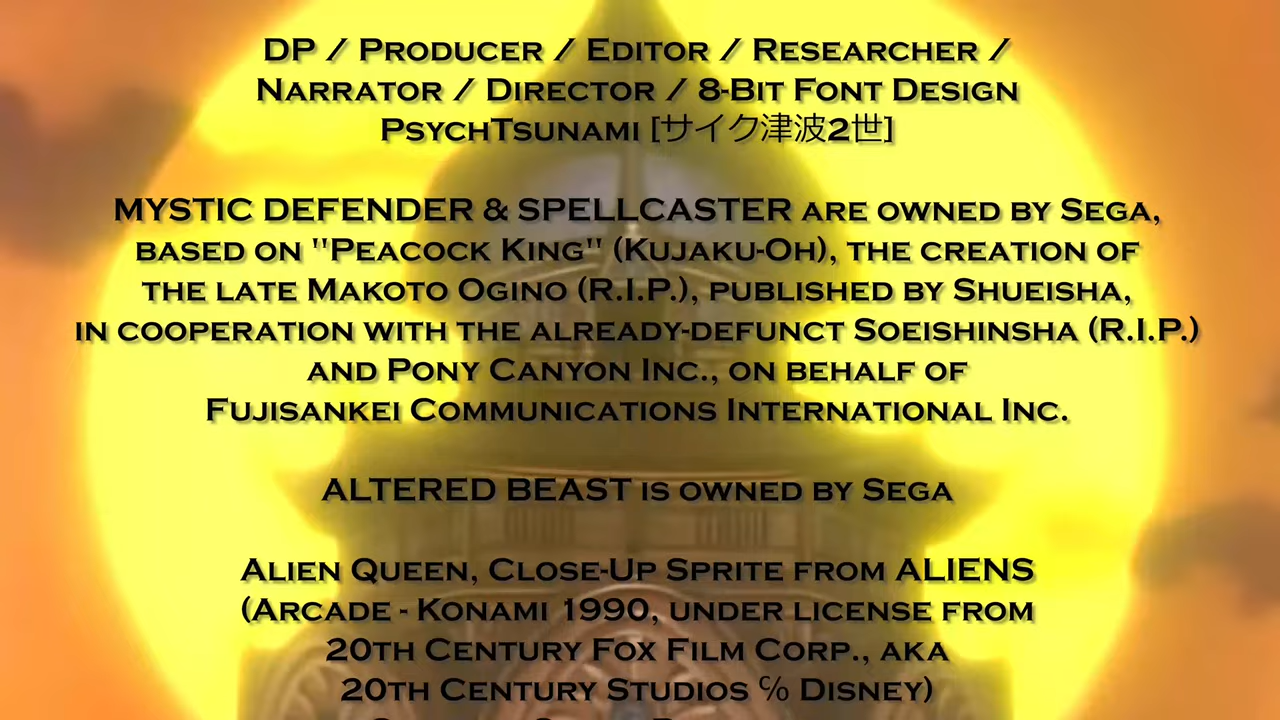 DP / Producer / Editor / Researcher /
Narrator / Director / 8-Bit Font Design
PsychTsunami [サイク津波2世]
MYSTIC DEFENDER & SPELLCASTER are owned by Sega,
based on "Peacock King" (Kujaku-Oh), the creation of
the late Makoto Ogino (R.I.P.), published by Shueisha,
in cooperation with the already-defunct Soeishinsha (R.I.P.)
and Pony Canyon Inc., on behalf of
Fujisankei Communications International Inc.
ALTERED BEAST is owned by Sega
Alien Queen, Close-Up Sprite from ALIENS
(Arcade - Konami 1990, under license from
20th Century Fox Film Corp., aka
20th Century Studios ℅ Disney)